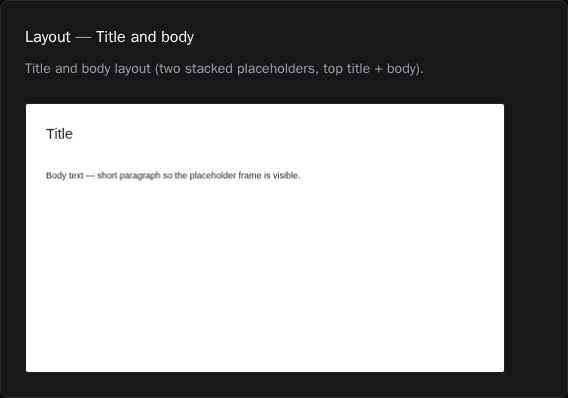 Layout — Title and body
Title and body layout (two stacked placeholders, top title + body).
Title
Body text — short paragraph so the placeholder frame is visible.